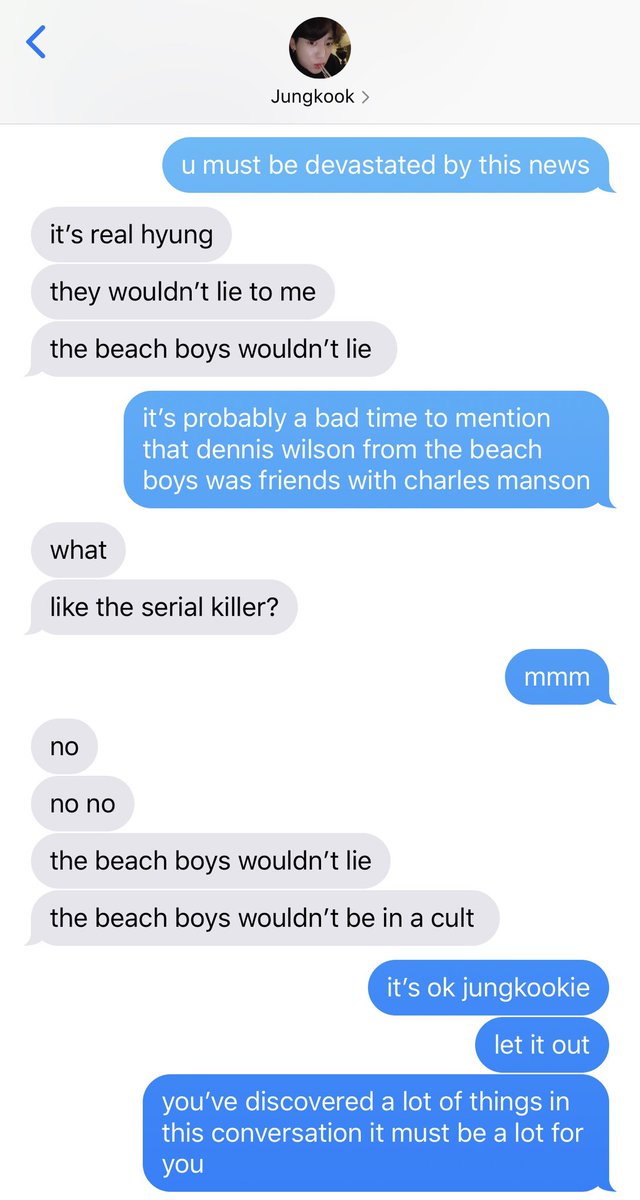 Jungkook
u must be devastated by this news
it’s real hyung
they wouldn’t lie to me
the beach boys wouldn’t lie
it’s probably a bad time to mention
that dennis wilson from the beach
boys was friends with charles manson
what
like the serial killer?
mmm
no
no no
the beach boys wouldn’t lie
the beach boys wouldn’t be in a cult
it’s ok jungkookie
let it out
you’ve discovered a lot of things in
this conversation it must be a lot for
you